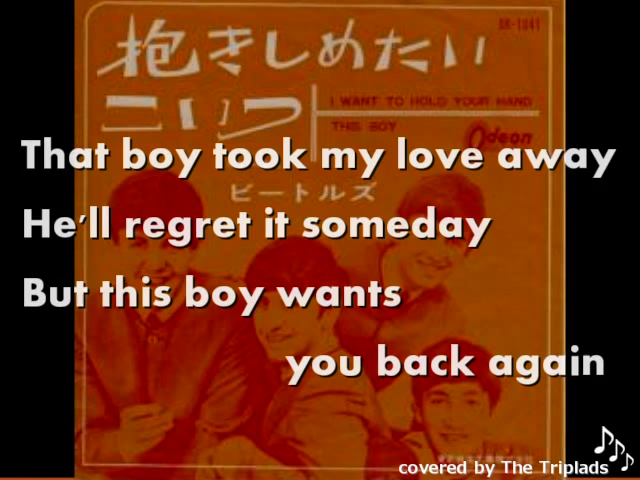 OR-1041
抱きしめたい
こいつ
I WANT TO HOLD YOUR HAND
THIS BOY
Odeon
That boy took my love away
ビートルズ
He'll regret it someday
But this boy wants
you back again
covered by The Triplads